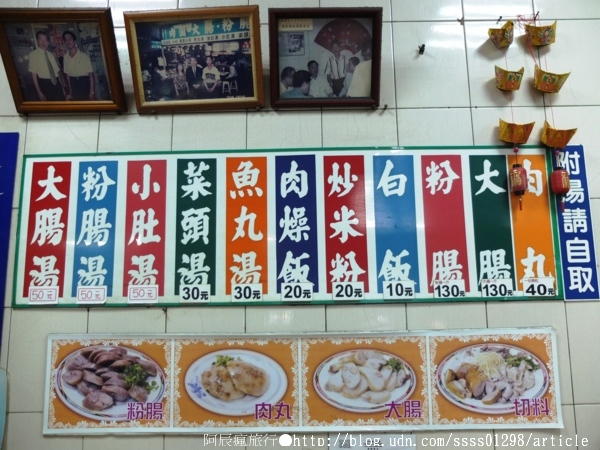 大腸湯
50元
粉腸湯
50元
小肚湯
50元
菜頭湯
30元
魚丸湯
30元
肉燥飯
20元
炒米粉
20元
白飯
10元
粉腸
130元
大腸
130元
肉丸
40元
附湯請自取
粉腸
肉丸
大腸
切料
阿辰瘋旅行●http://blog.udn.com/ssss01298/article